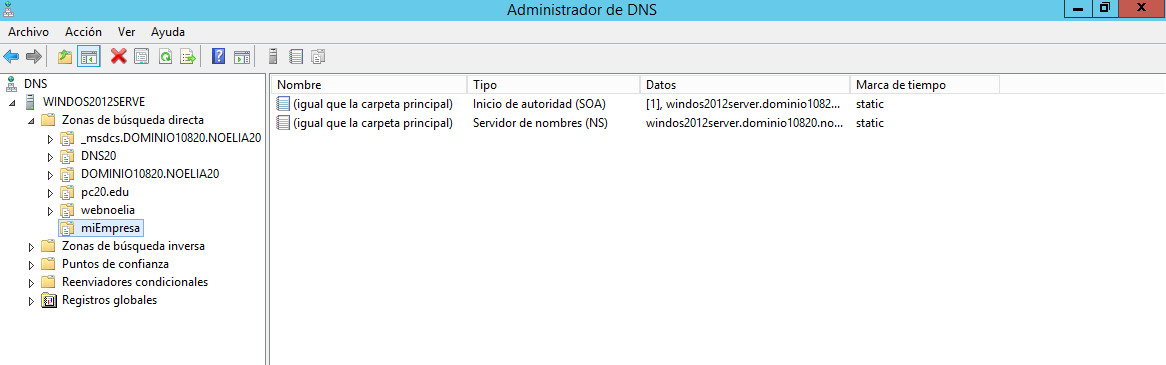 Administrador de DNS
Archivo Acción Ver Ayuda
DNS
WINDOS2012SERVE
Zonas de búsqueda directa
_msdcs.DOMINIO10820.NOELIA20
DNS20
DOMINIO10820.NOELIA20
pc20.edu
webnoelia
miEmpresa
Zonas de búsqueda inversa
Puntos de confianza
Reenviadores condicionales
Registros globales
Nombre Tipo Datos Marca de tiempo
(igual que la carpeta principal) Inicio de autoridad (SOA) [1], windos2012server.dominio1082... static
(igual que la carpeta principal) Servidor de nombres (NS) windos2012server.dominio10820.no... static